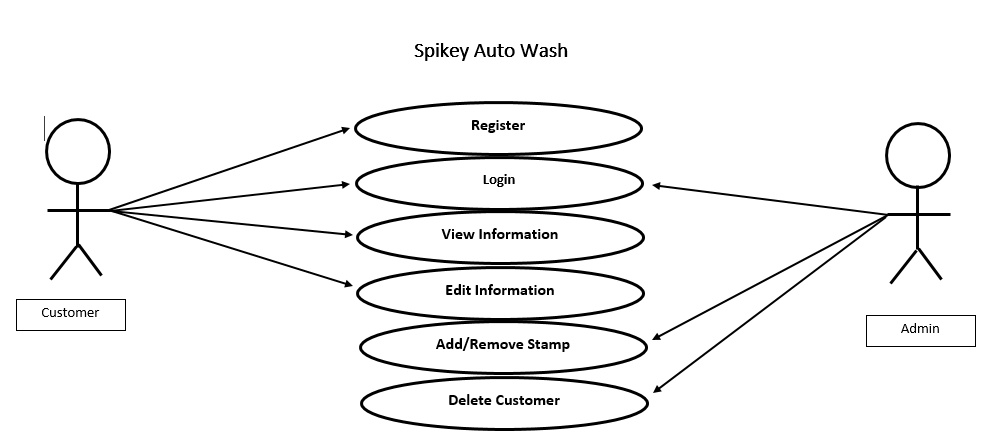 Spikey Auto Wash
Register
Login
View Information
Edit Information
Add/Remove Stamp
Delete Customer
Customer
Admin